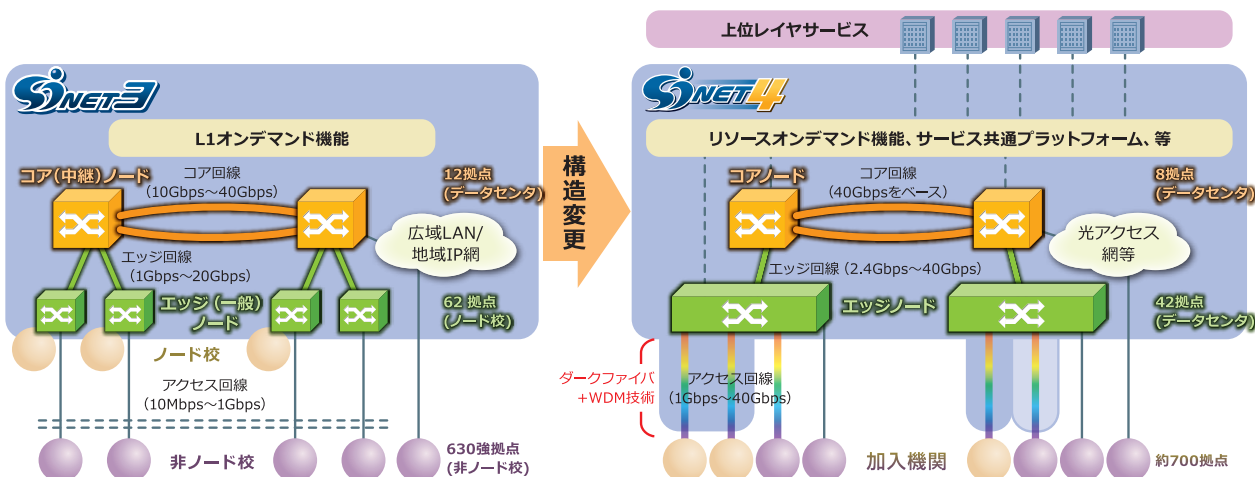 SINET3
L1オンデマンド機能
コア(中継)ノード
コア回線
(10Gbps~40Gbps)
12拠点
(データセンタ)
広域LAN/
地域IP網
エッジ回線
(1Gbps~20Gbps)
エッジ(一般)
ノード
62拠点
(ノード校)
ノード校
アクセス回線
(10Mbps~1Gbps)
非ノード校
630強拠点
(非ノード校)
構造変更
上位レイヤサービス
SINET4
リソースオンデマンド機能、サービス共通プラットフォーム、等
コアノード
コア回線
(40Gbpsをベース)
8拠点
(データセンタ)
光アクセス
網等
エッジ回線(2.4Gbps~40Gbps)
エッジノード
42拠点
(データセンタ)
ダークファイバ
+WDM技術
アクセス回線
(1Gbps~40Gbps)
加入機関
約700拠点